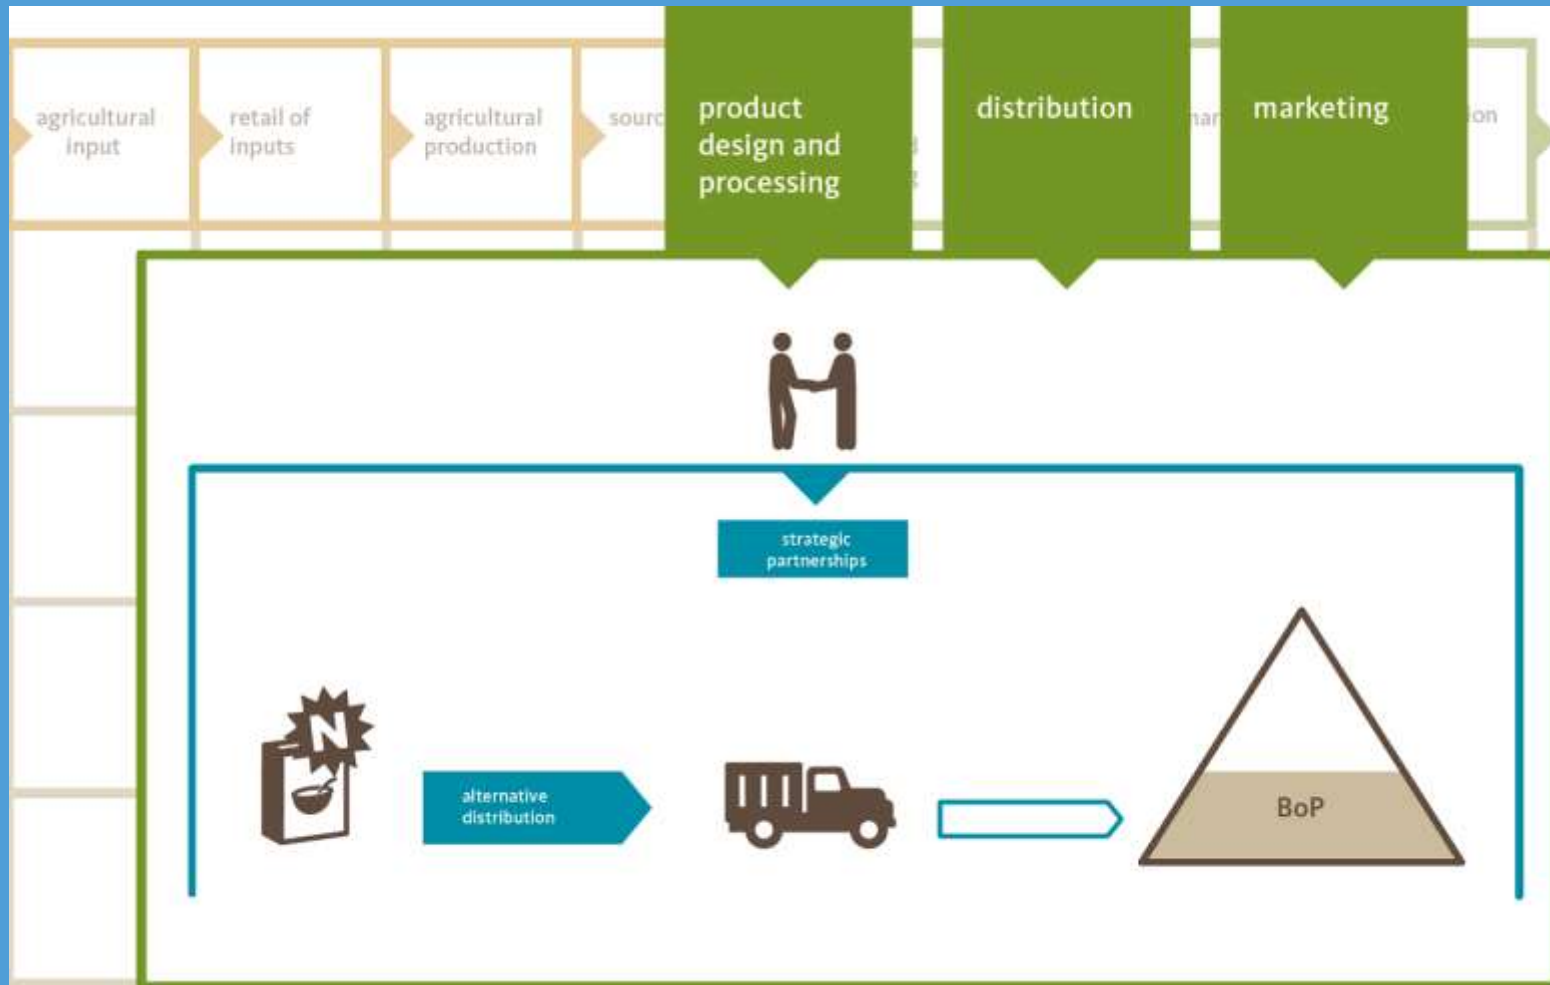 agricultural
input
retail of
inputs
agricultural
production
product
design and
processing
distribution
marketing
strategic
partnerships
N
alternative
distribution
BoP